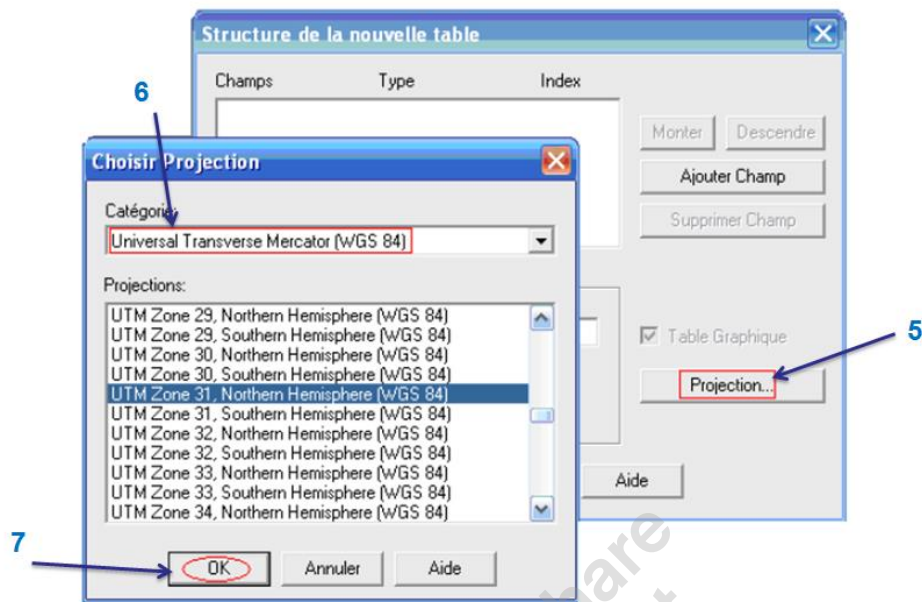 Structure de la nouvelle table
Champs Type Index
6
Monter Descendre
Ajouter Champ
Supprimer Champ
Choisir Projection
Catégorie:
Universal Transverse Mercator (WGS 84)
Projections:
UTM Zone 29, Northern Hemisphere (WGS 84)
UTM Zone 29, Southern Hemisphere (WGS 84)
UTM Zone 30, Northern Hemisphere (WGS 84)
UTM Zone 30, Southern Hemisphere (WGS 84)
UTM Zone 31, Northern Hemisphere (WGS 84)
UTM Zone 31, Southern Hemisphere (WGS 84)
UTM Zone 32, Northern Hemisphere (WGS 84)
UTM Zone 32, Southern Hemisphere (WGS 84)
UTM Zone 33, Northern Hemisphere (WGS 84)
UTM Zone 33, Southern Hemisphere (WGS 84)
UTM Zone 34, Northern Hemisphere (WGS 84)
Table Graphique
5
Projection...
Aide
7
OK Annuler Aide